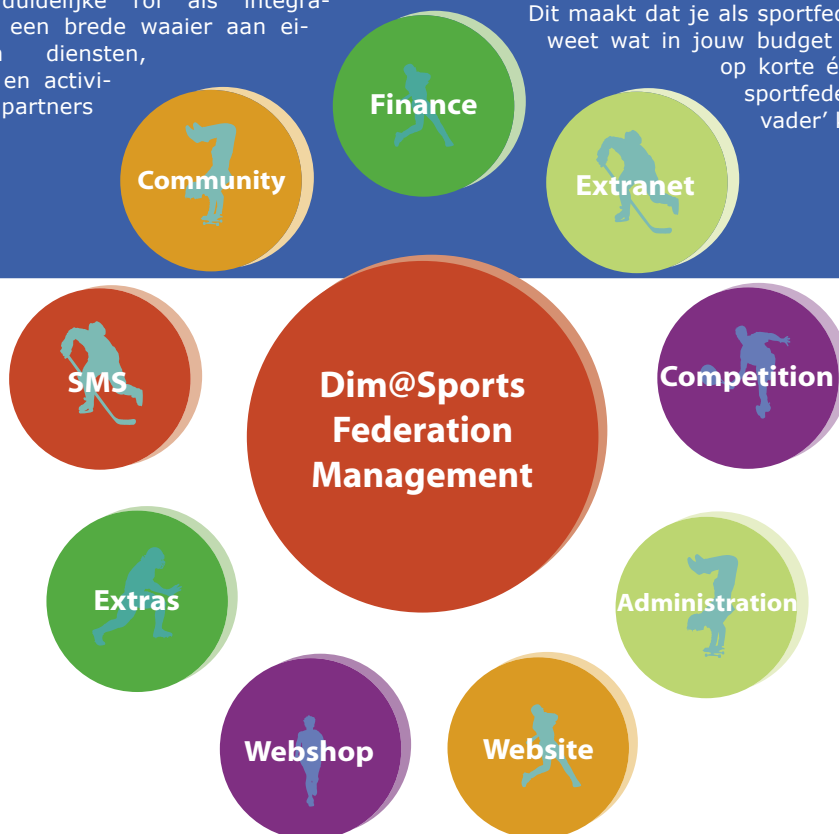 duidelijke rol als integra-
een brede waaier aan ei-
diensten,
en activi-
partners
Dit maakt dat je als sportfed
weet wat in jouw budget
op korte é
sportfede
vader’
Finance
Community
Extranet
SMS
Dim@Sports
Federation
Management
Competition
Extras
Administration
Webshop
Website